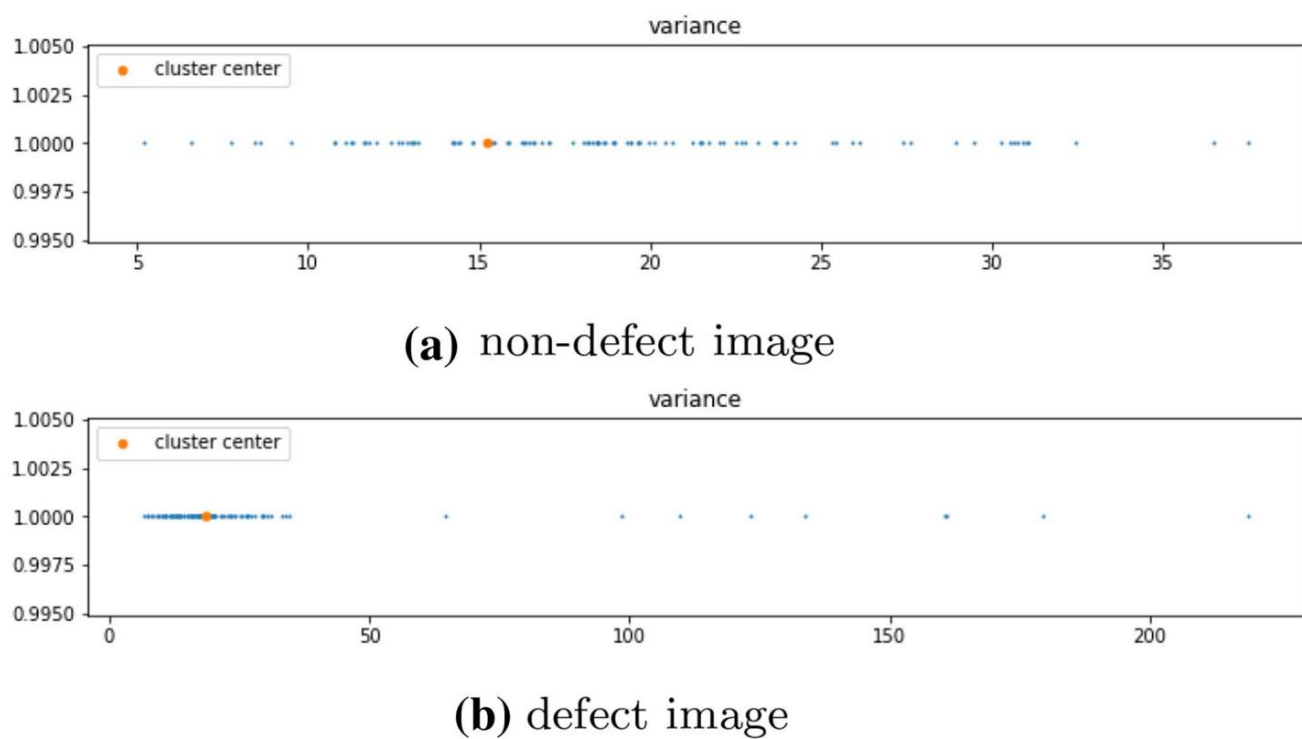 variance
1.0050
cluster center
1.0025
1.0000
0.9975
0.9950
5 10 15 20 25 30 35
(a) non-defect image
variance
1.0050
cluster center
1.0025
1.0000
0.9975
0.9950
0 50 100 150 200
(b) defect image